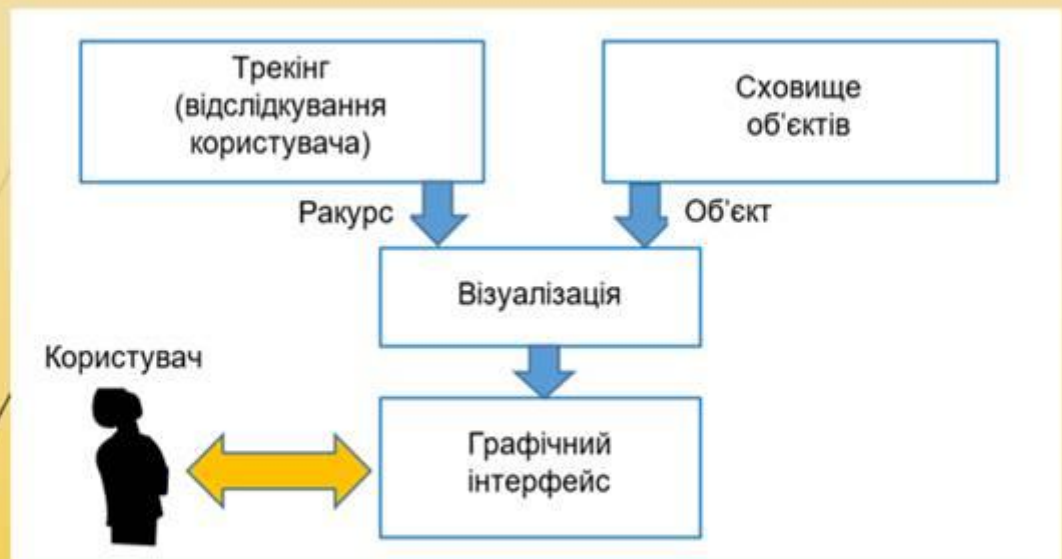 Трекінг
(відслідкування
користувача)
Сховище
об'єктів
Ракурс
Об'єкт
Візуалізація
Користувач
Графічний
інтерфейс